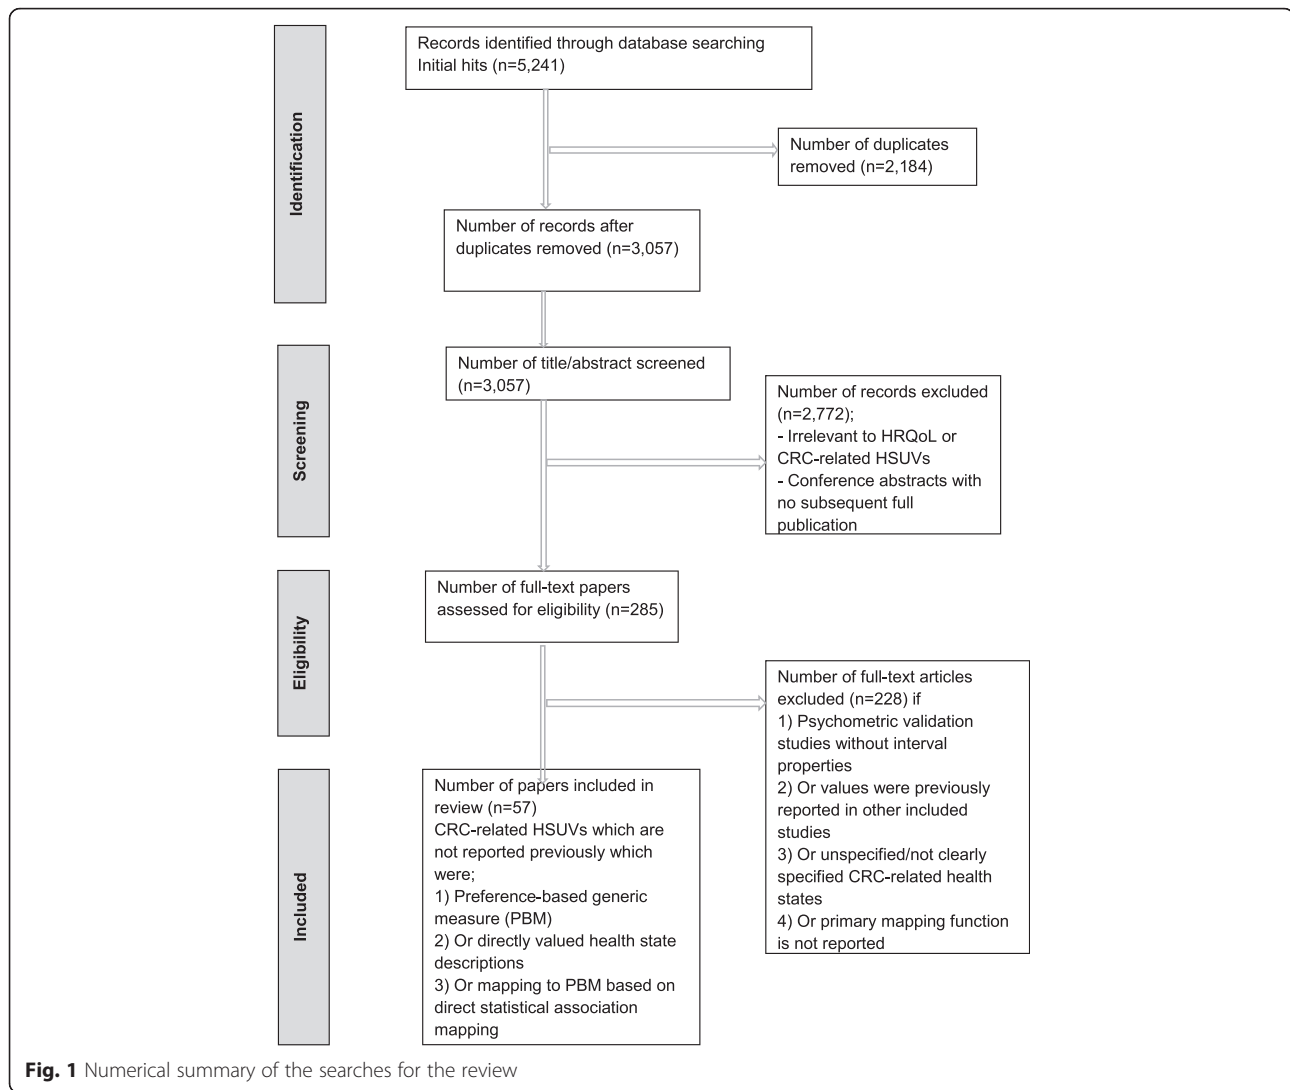 Identification
Records identified through database searching
Initial hits (n=5,241)
Number of duplicates
removed (n=2,184)
Number of records after
duplicates removed (n=3,057)
Screening
Number of title/abstract screened
(n=3,057)
Number of records excluded
(n=2,772);
- Irrelevant to HRQoL or
CRC-related HSUVs
- Conference abstracts with
no subsequent full
publication
Eligibility
Number of full-text papers
assessed for eligibility (n=285)
Number of full-text articles
excluded (n=228) if
1) Psychometric validation
studies without interval
properties
2) Or values were previously
reported in other included
studies
3) Or unspecified/not clearly
specified CRC-related health
states
4) Or primary mapping function
is not reported
Included
Number of papers included in
review (n=57)
CRC-related HSUVs which are
not reported previously which
were;
1) Preference-based generic
measure (PBM)
2) Or directly valued health state
descriptions
3) Or mapping to PBM based on
direct statistical association
mapping
Fig. 1 Numerical summary of the searches for the review